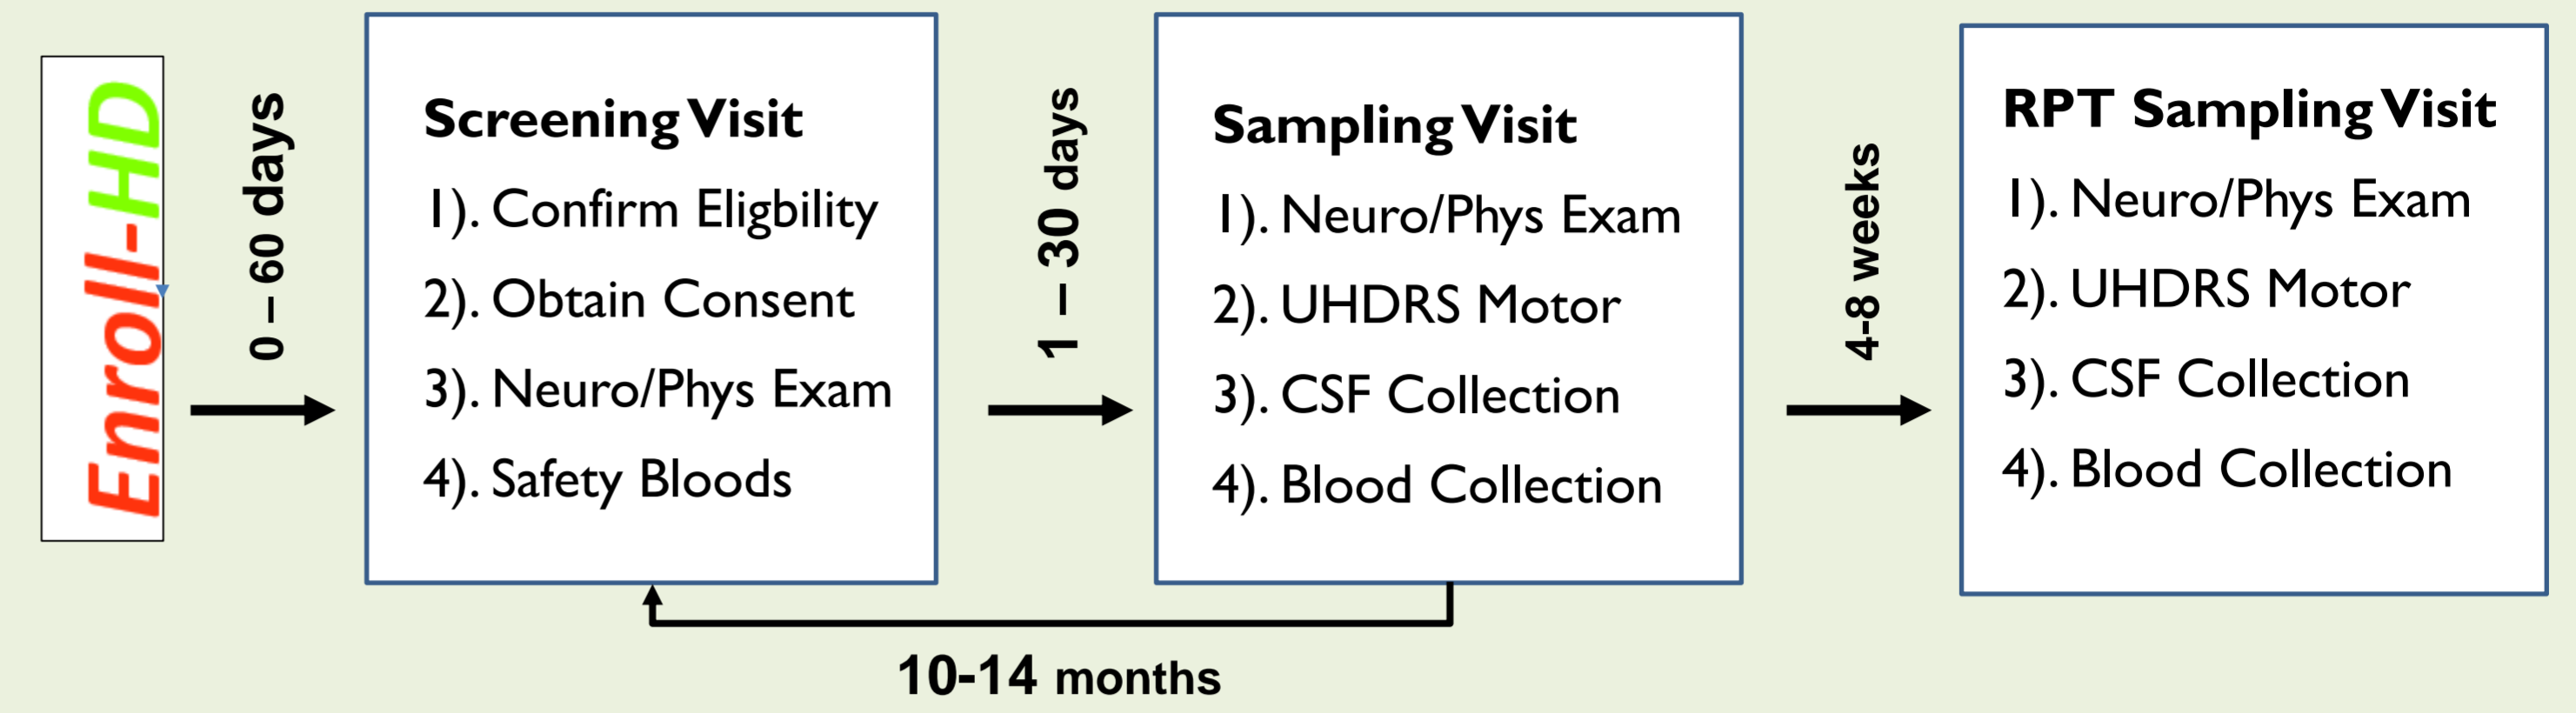 Enroll-HD
0 – 60 days
Screening Visit
1). Confirm Eligbility
2). Obtain Consent
3). Neuro/Phys Exam
4). Safety Bloods
1 – 30 days
Sampling Visit
1). Neuro/Phys Exam
2). UHDRS Motor
3). CSF Collection
4). Blood Collection
4-8 weeks
RPT Sampling Visit
1). Neuro/Phys Exam
2). UHDRS Motor
3). CSF Collection
4). Blood Collection
10-14 months